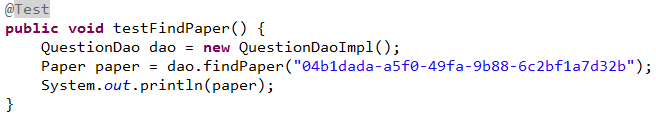 @Test
public void testFindPaper() {
    QuestionDao dao = new QuestionDaoImpl();
    Paper paper = dao.findPaper("04b1dada-a5f0-49fa-9b88-6c2bf1a7d32b");
    System.out.println(paper);
}